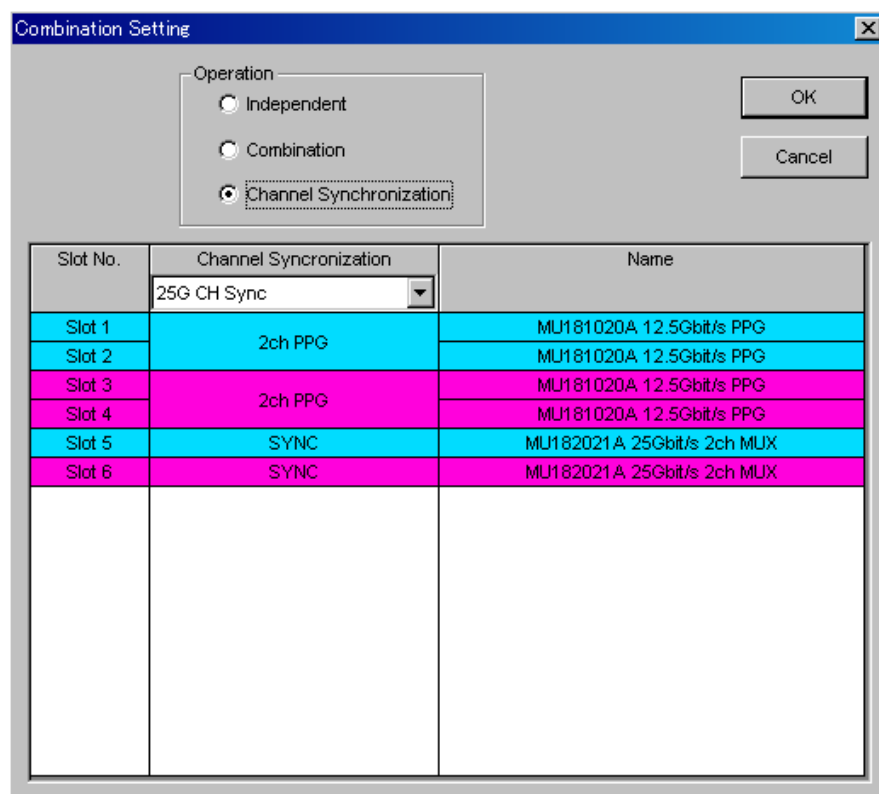 Combination Setting
Operation
Independent
Combination
Channel Synchronization
OK
Cancel
Slot No. Channel Syncronization Name
25G CH Sync
Slot 1 2ch PPG MU181020A 12.5Gbit/s PPG
Slot 2 MU181020A 12.5Gbit/s PPG
Slot 3 2ch PPG MU181020A 12.5Gbit/s PPG
Slot 4 MU181020A 12.5Gbit/s PPG
Slot 5 SYNC MU182021A 25Gbit/s 2ch MUX
Slot 6 SYNC MU182021A 25Gbit/s 2ch MUX